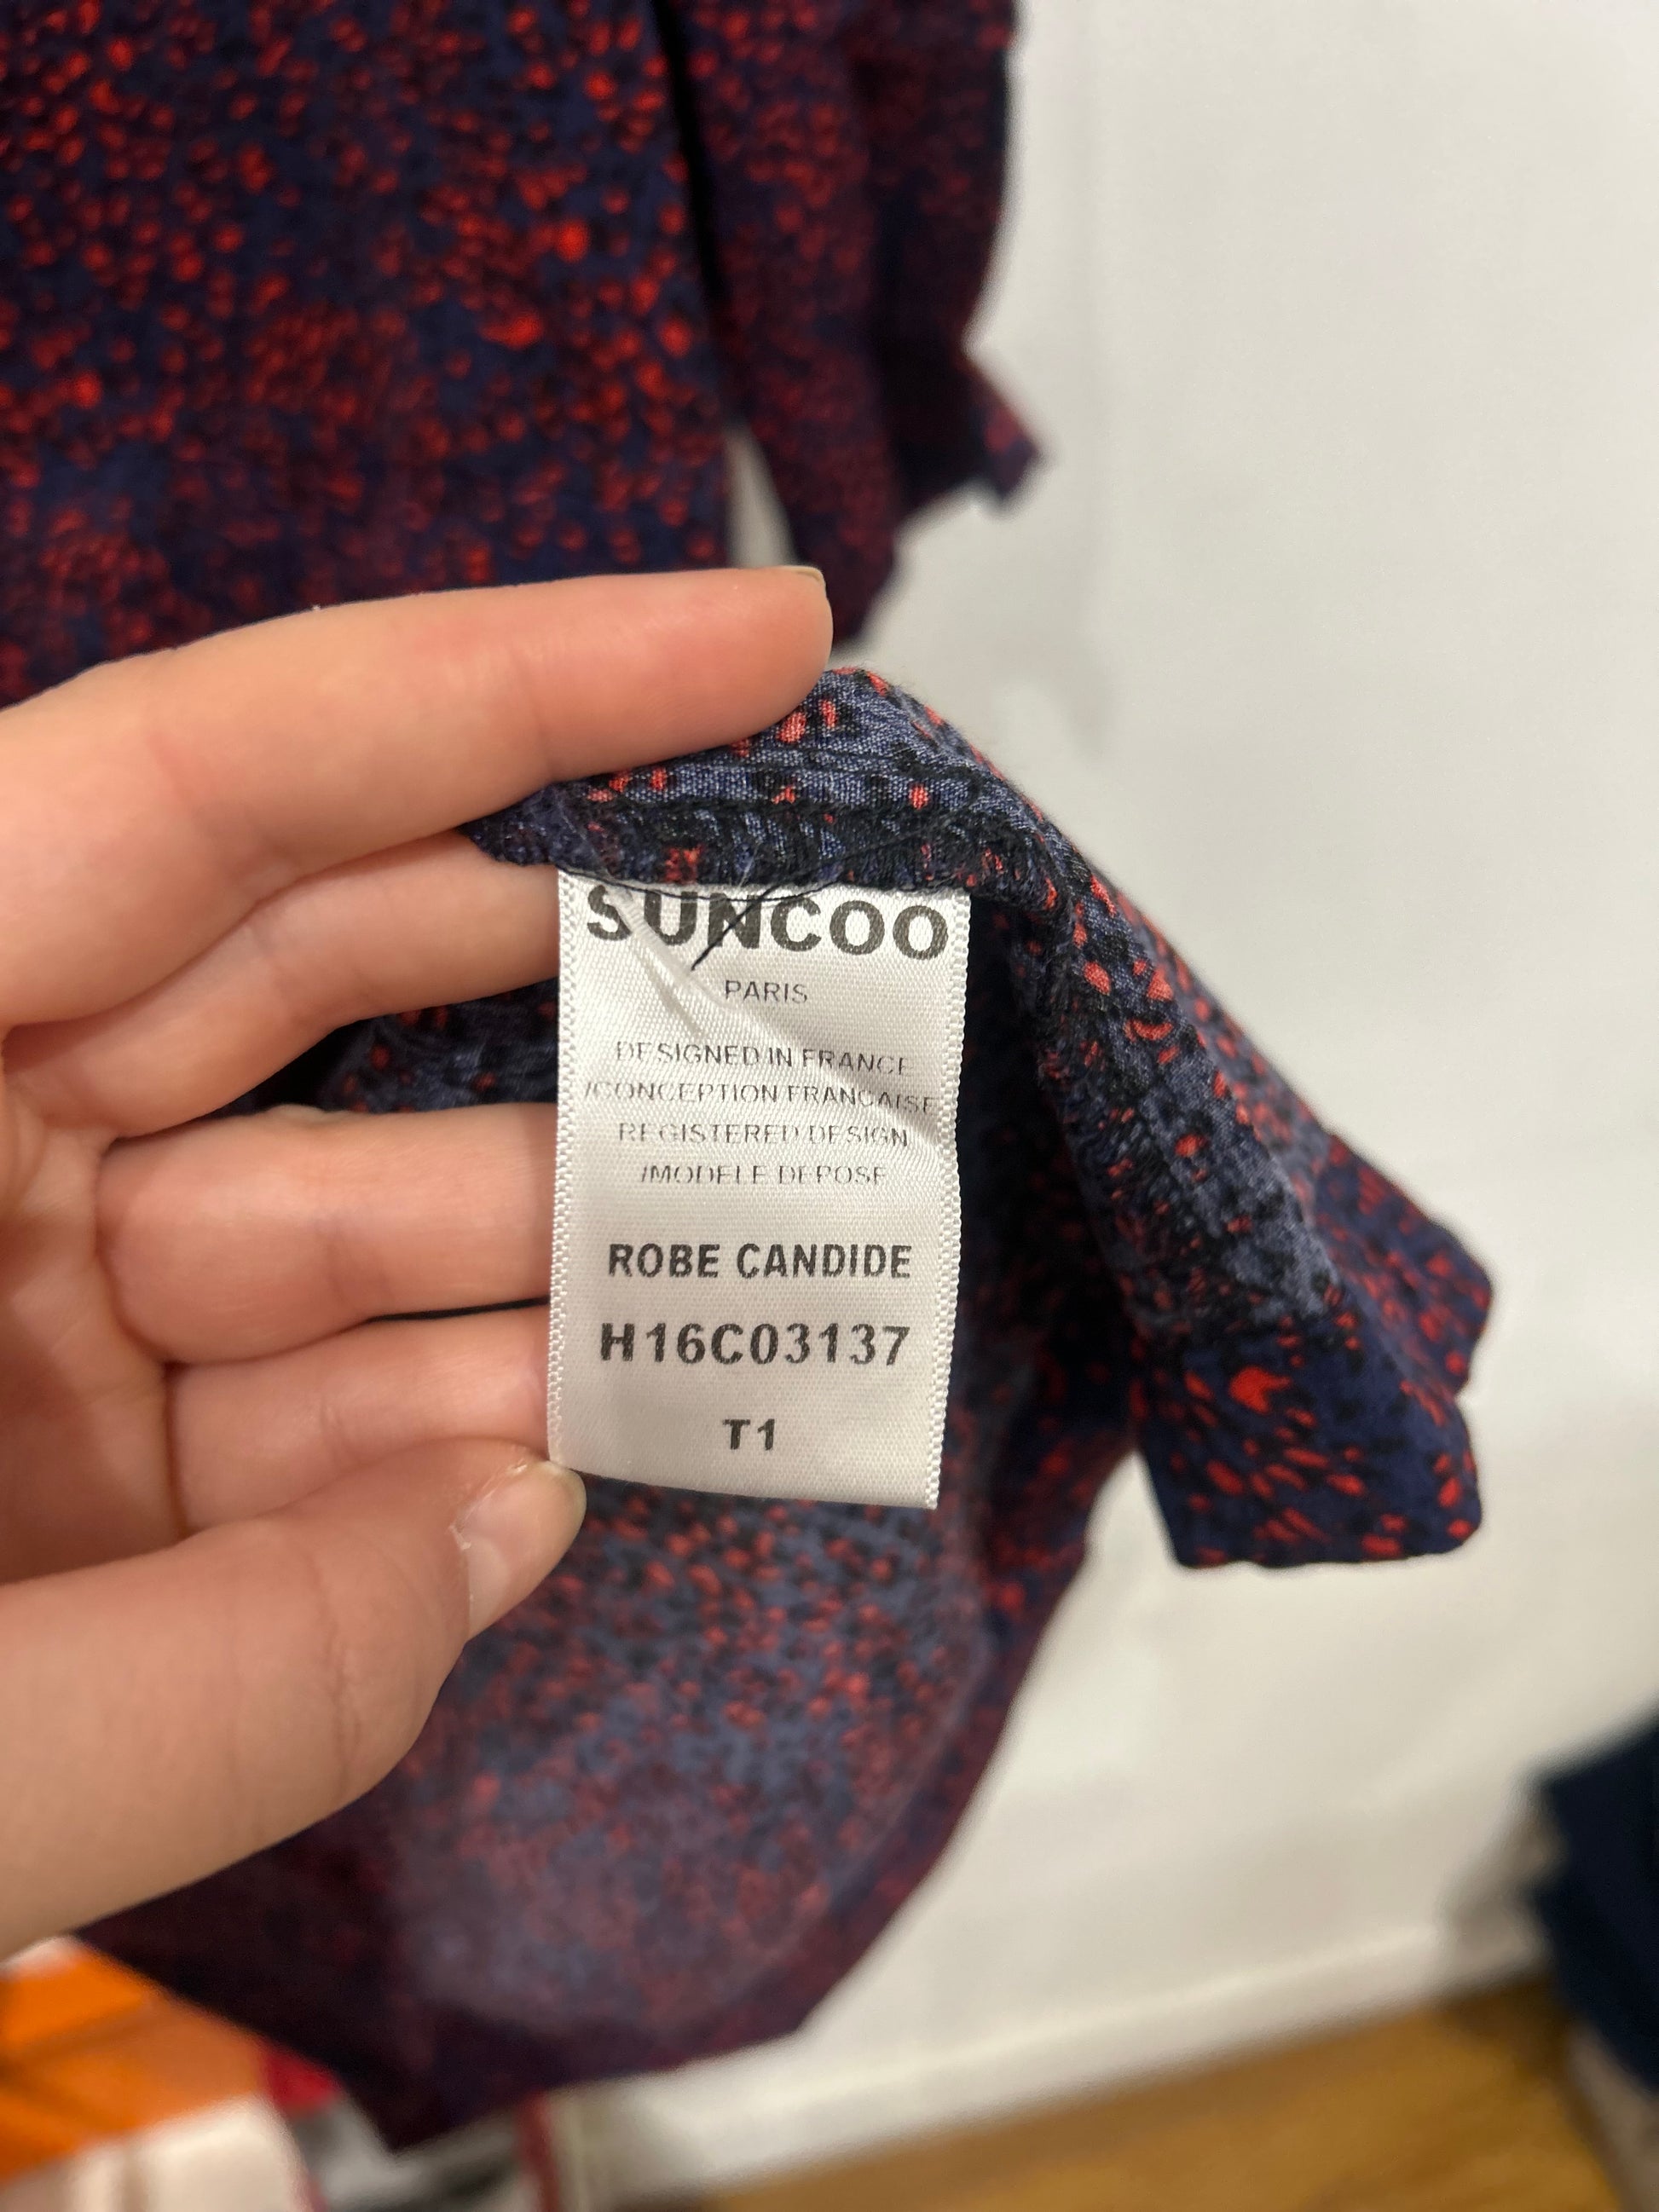 SUNCOO
PARIS
DESIGNED IN FRANCE
/CONCEPTION FRANCAISE
REGISTERED DESIGN
/MODELE DEPOSE
ROBE CANDIDE
H16C03137
T1